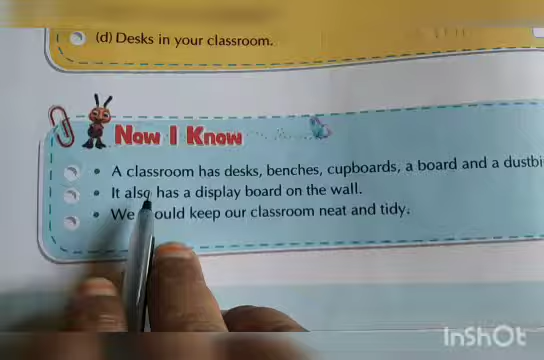 (d) Desks in your classroom.
Now I Know
• A classroom has desks, benches, cupboards, a board and a
• It also has a display board on the wall.
• We keep our classroom neat and tidy.
InShOt